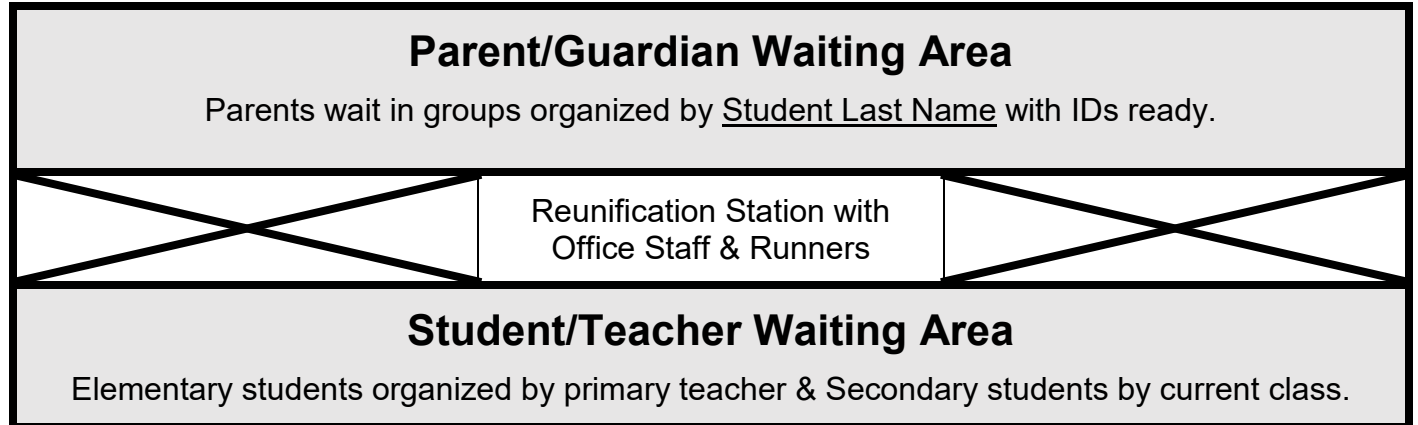 Parent/Guardian Waiting Area
Parents wait in groups organized by Student Last Name with IDs ready.
Reunification Station with
Office Staff & Runners
Student/Teacher Waiting Area
Elementary students organized by primary teacher & Secondary students by current class.